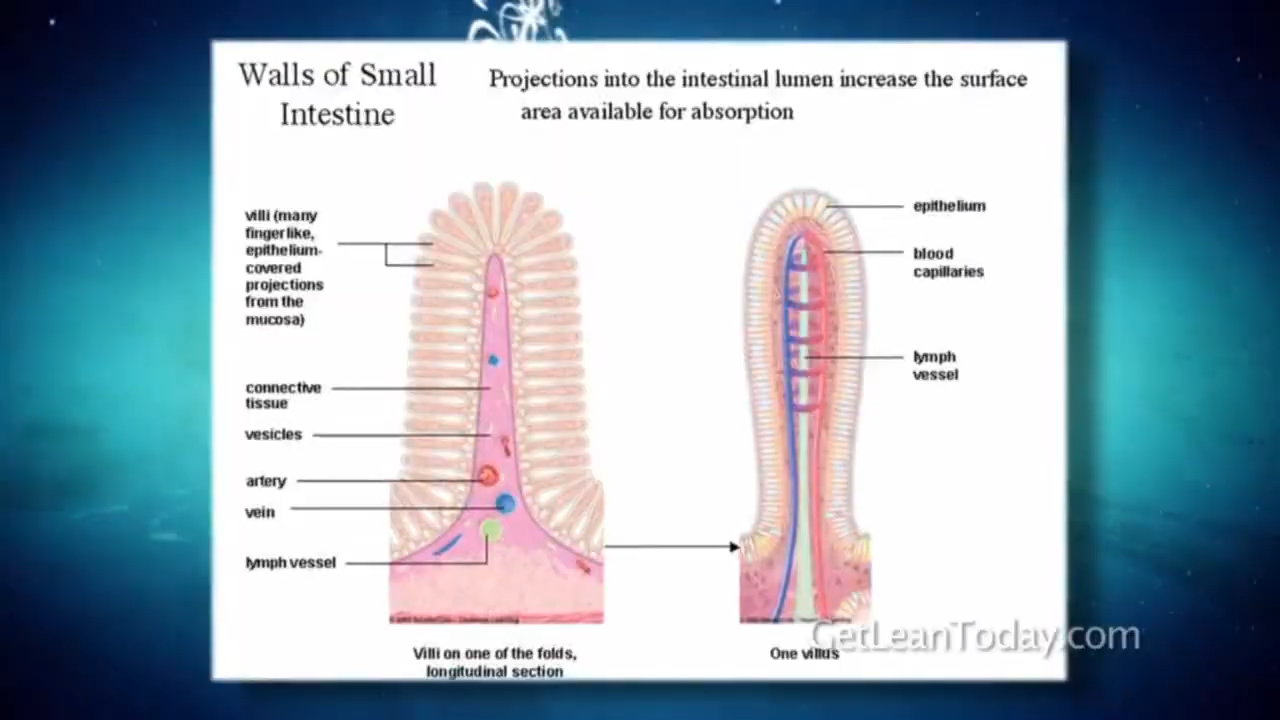 Walls of Small
Intestine
Projections into the intestinal lumen increase the surface
area available for absorption
villi (many
fingerlike,
epithelium-
covered
projections
from the
mucosa)
connective
tissue
vesicles
artery
vein
lymph vessel
epithelium
blood
capillaries
lymph
vessel
Villi on one of the folds,
longitudinal section
One villus
GetLeanToday.com